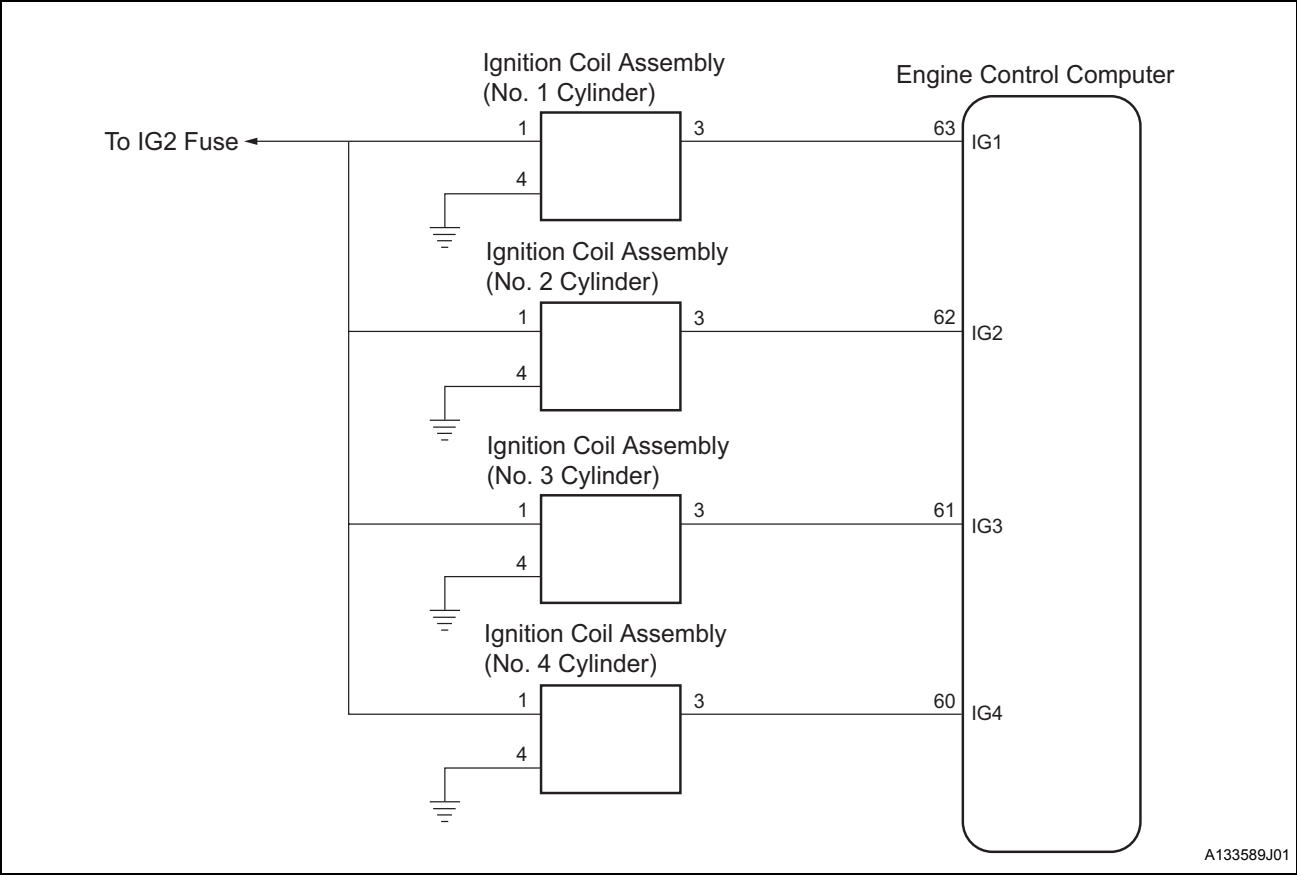 Ignition Coil Assembly
(No. 1 Cylinder)
Engine Control Computer
To IG2 Fuse
1
3
63
IG1
4
Ignition Coil Assembly
(No. 2 Cylinder)
1
3
62
IG2
4
Ignition Coil Assembly
(No. 3 Cylinder)
1
3
61
IG3
4
Ignition Coil Assembly
(No. 4 Cylinder)
1
3
60
IG4
4
A133589J01